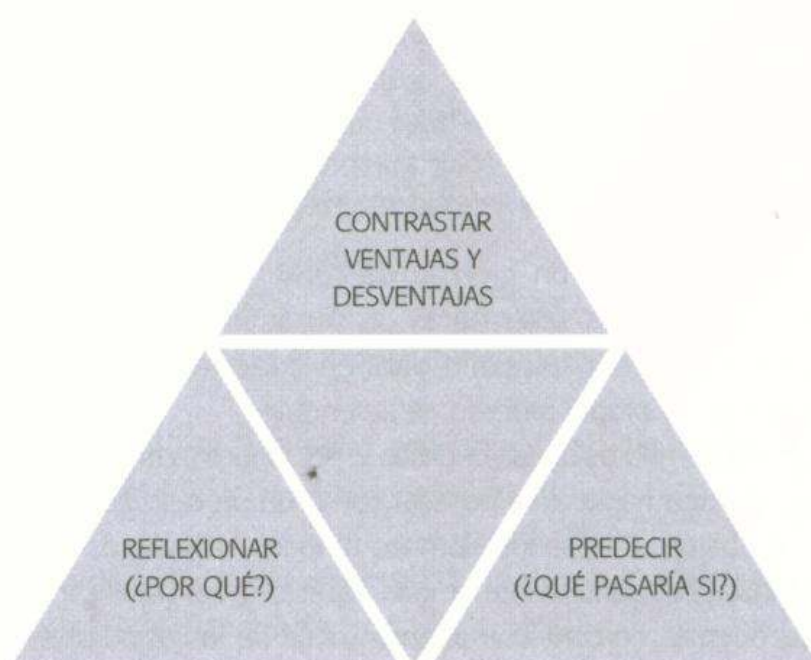 CONTRASTAR
VENTAJAS Y
DESVENTAJAS
REFLEXIONAR
(¿POR QUÉ?)
PREDECIR
(¿QUÉ PASARÍA SI?)